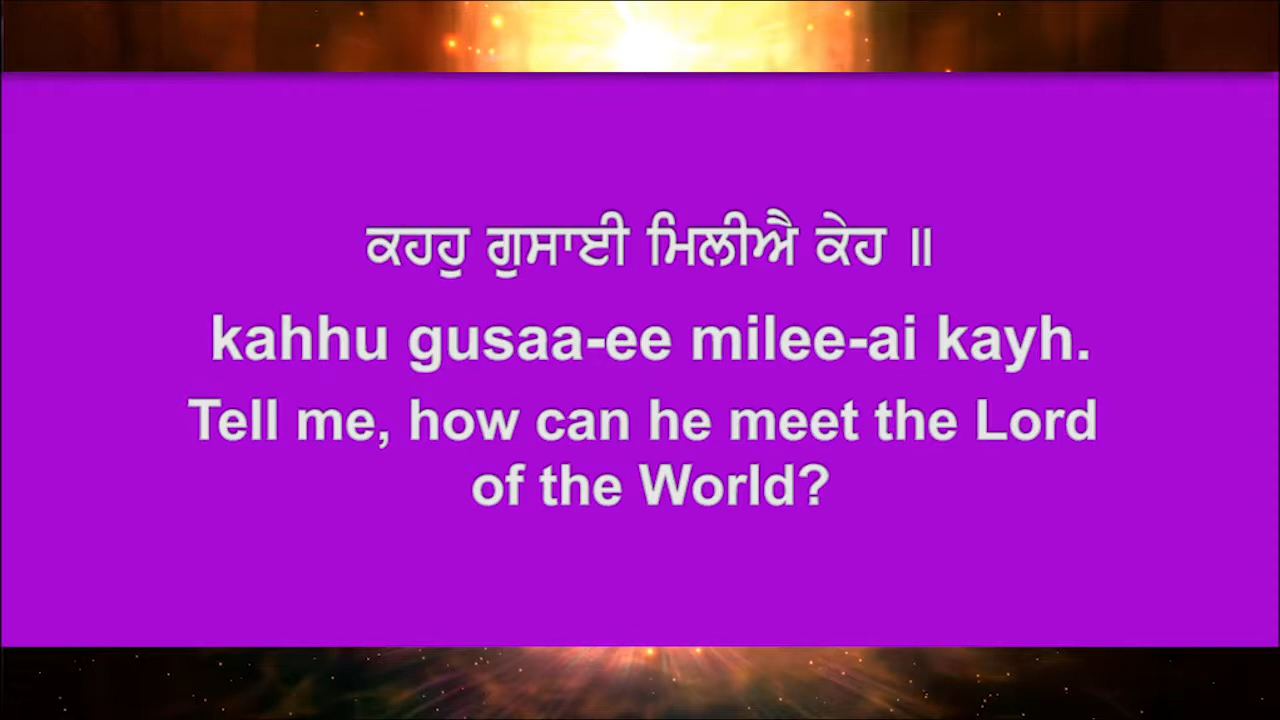 ਕਹਹੁ ਗੁਸਾਈ ਮਿਲੀਐ ਕੇਹ ॥
kahhu gusaa-ee milee-ai kayh.
Tell me, how can he meet the Lord
of the World?